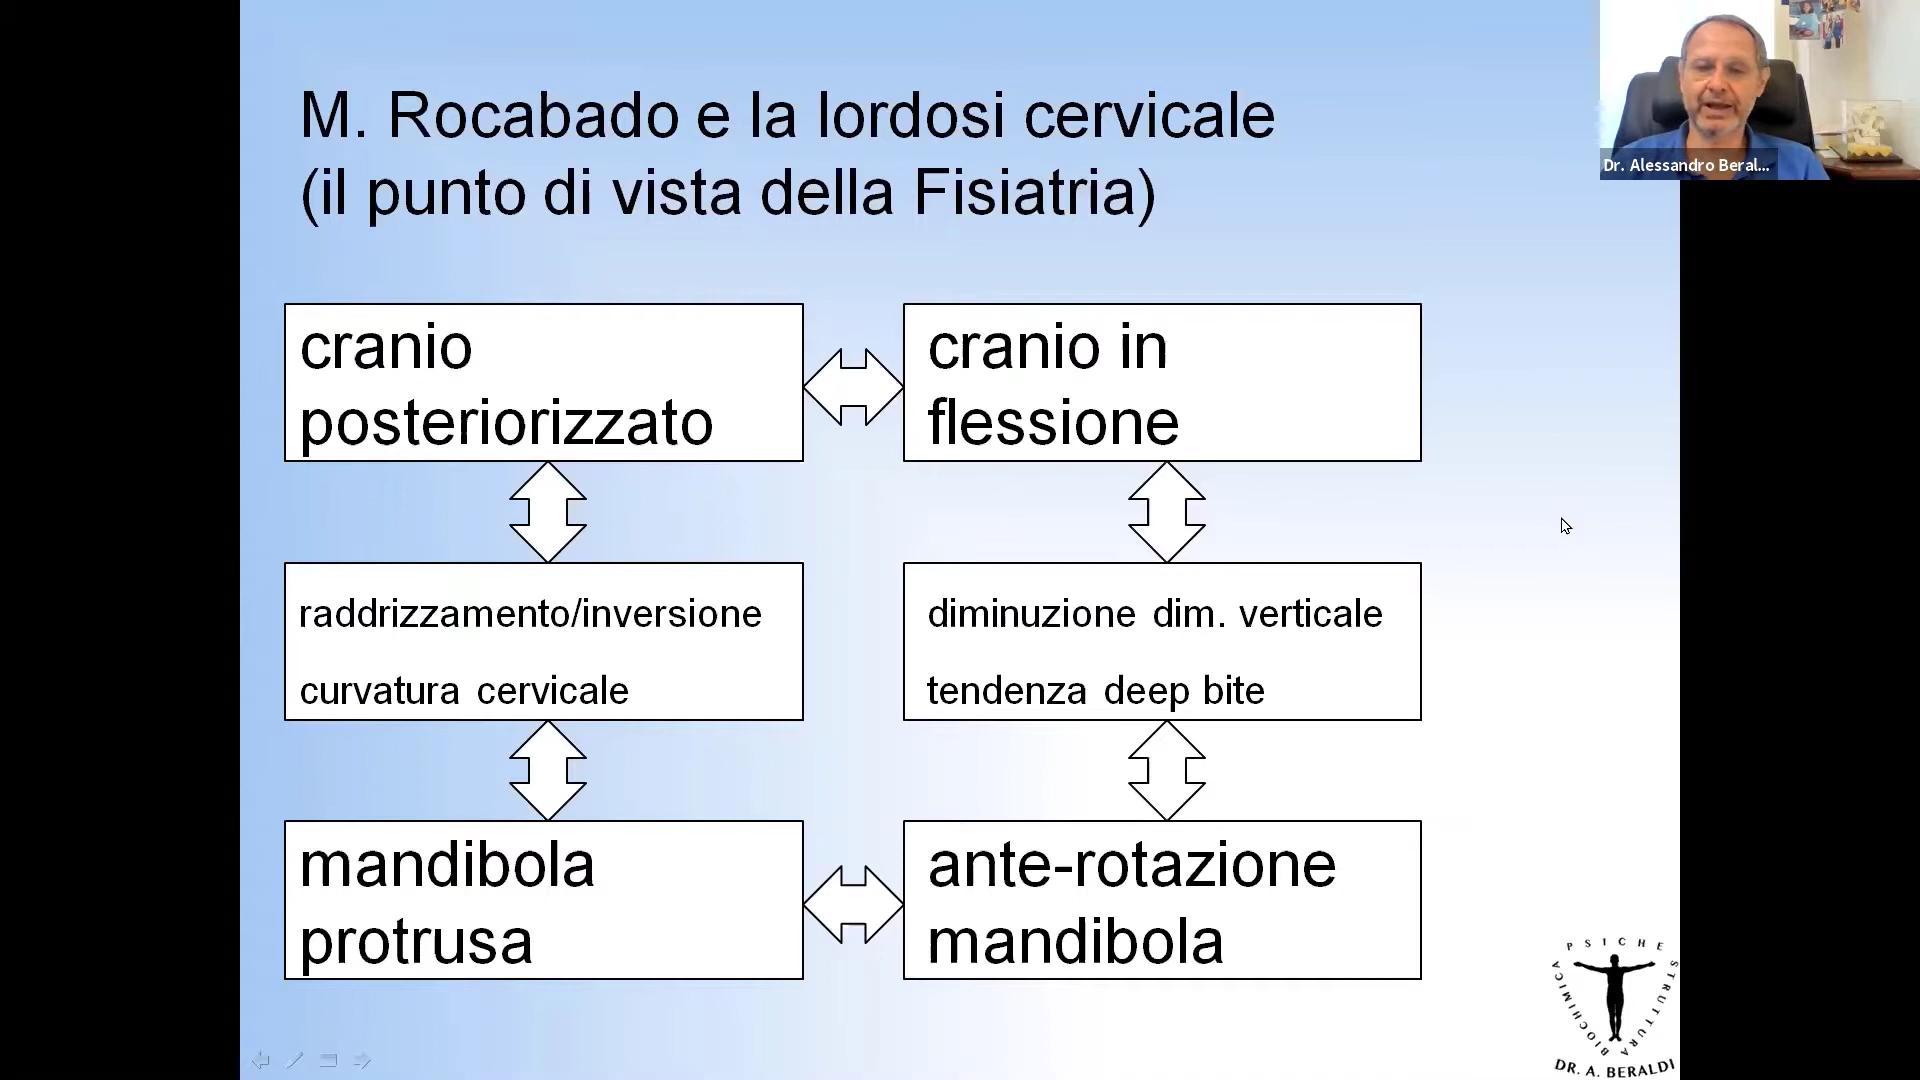 M. Rocabado e la lordosi cervicale
(il punto di vista della Fisiatria)
Dr. Alessandro Beral...
cranio
posteriorizzato
cranio in
flessione
raddrizzamento/inversione
curvatura cervicale
diminuzione dim. verticale
tendenza deep bite
mandibola
protrusa
ante-rotazione
mandibola
PSICHE
STRUTTURA
BIOCHIMICA
DR. A. BERALDI